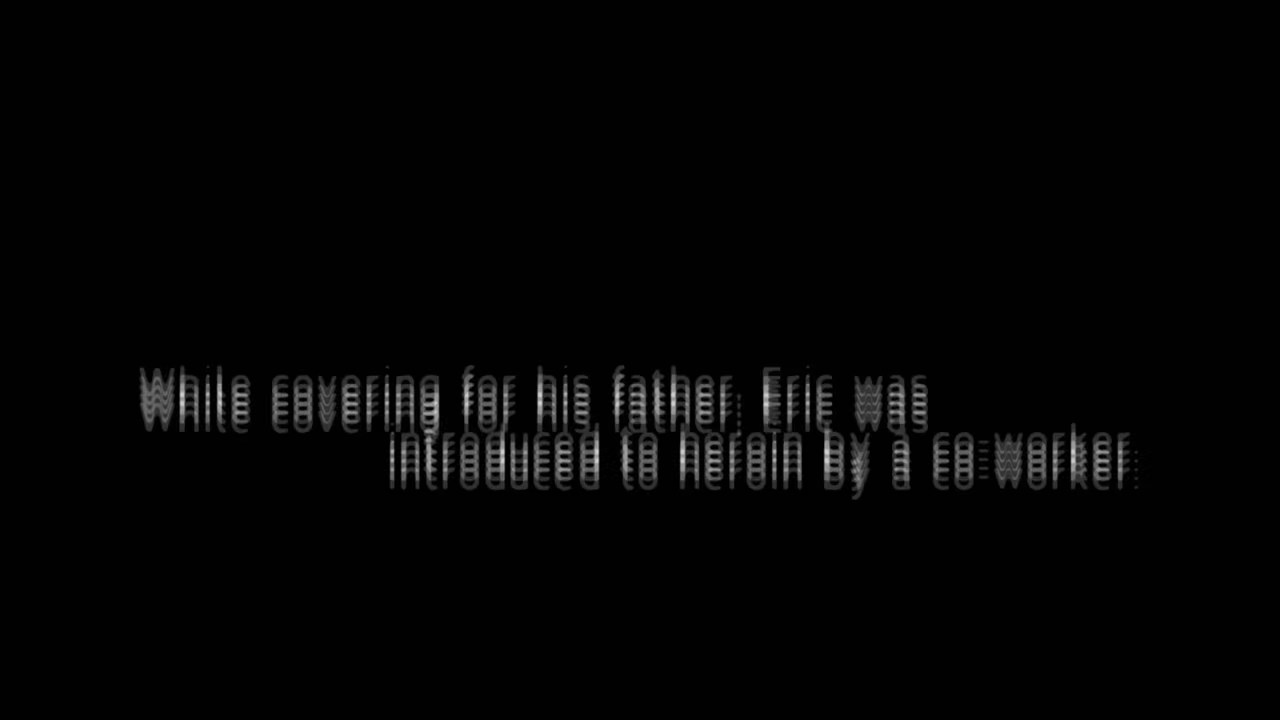 While covering for his father, Eric was
introduced to heroin by a co-worker.